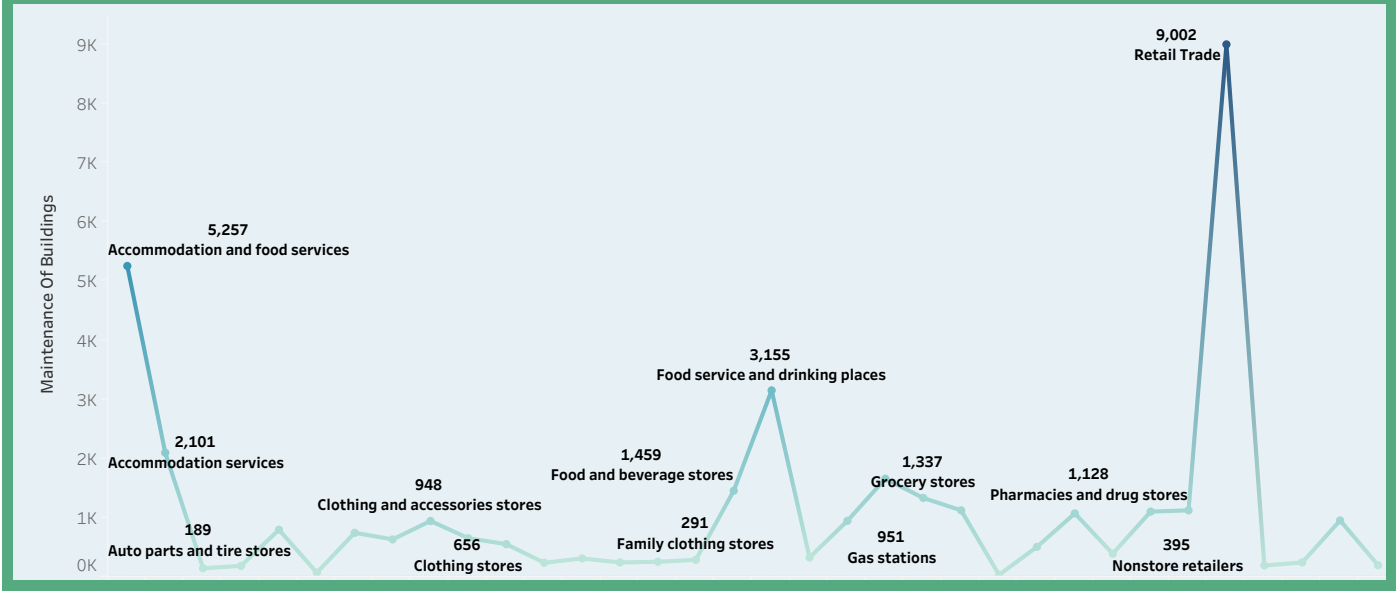 9,002
Retail Trade
9K
8K
7K
6K
5K
4K
3K
2K
1K
0K
Maintenance Of Buildings
5,257
Accommodation and food services
3,155
Food service and drinking places
2,101
Accommodation services
1,459
Food and beverage stores
1,337
Grocery stores
1,128
Pharmacies and drug stores
948
Clothing and accessories stores
189
Auto parts and tire stores
656
Clothing stores
291
Family clothing stores
951
Gas stations
395
Nonstore retailers